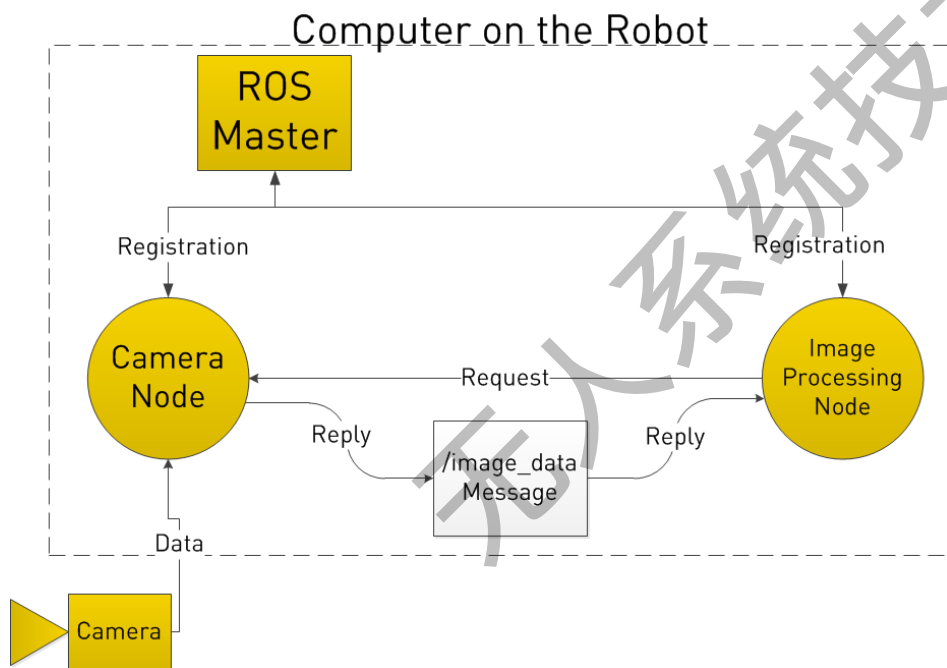 Computer on the Robot
ROS
Master
Registration
Registration
Camera
Node
Image
Processing
Node
Request
Reply
Reply
/image_data
Message
Data
Camera
无人系统技